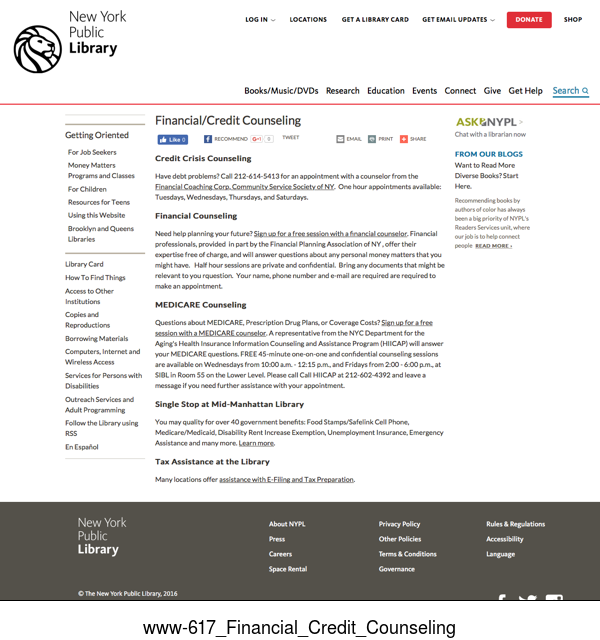 New York
Public
Library
LOG IN
LOCATIONS
GET A LIBRARY CARD
GET EMAIL UPDATES
DONATE
SHOP
Books/Music/DVDs Research Education Events Connect Give Get Help Search
Getting Oriented
For Job Seekers
Money Matters
Programs and Classes
For Children
Resources for Teens
Using this Website
Brooklyn and Queens
Libraries
Library Card
How To Find Things
Access to Other
Institutions
Copies and
Reproductions
Borrowing Materials
Computers, Internet and
Wireless Access
Services for Persons with
Disabilities
Outreach Services and
Adult Programming
Follow the Library using
RSS
En Español
Financial/Credit Counseling
Like 0
RECOMMEND
G+1 0
TWEET
EMAIL
PRINT
SHARE
Credit Crisis Counseling
Have debt problems? Call 212-614-5413 for an appointment with a counselor from the
Financial Coaching Corp, Community Service Society of NY. One hour appointments available:
Tuesdays, Wednesdays, Thursdays, and Saturdays.
Financial Counseling
Need help planning your future? Sign up for a free session with a financial counselor. Financial
professionals, provided in part by the Financial Planning Association of NY , offer their
expertise free of charge, and will answer questions about any personal money matters that you
might have. Half hour sessions are private and confidential. Bring any documents that might be
relevant to you question. Your name, phone number and e-mail are required are required to
make an appointment.
MEDICARE Counseling
Questions about MEDICARE, Prescription Drug Plans, or Coverage Costs? Sign up for a free
session with a MEDICARE counselor. A representative from the NYC Department for the
Aging's Health Insurance Information Counseling and Assistance Program (HIICAP) will answer
your MEDICARE questions. FREE 45-minute one-on-one and confidential counseling sessions
are available on Wednesdays from 10:00 a.m. - 12:15 p.m., and Fridays from 2:00 - 6:00 p.m., at
SIBL in Room 55 on the Lower Level. Please call Call HIICAP at 212-602-4392 and leave a
message if you need further assistance with your appointment.
Single Stop at Mid-Manhattan Library
You may quality for over 40 government benefits: Food Stamps/Safelink Cell Phone,
Medicare/Medicaid, Disability Rent Increase Exemption, Unemployment Insurance, Emergency
Assistance and many more. Learn more.
Tax Assistance at the Library
Many locations offer assistance with E-Filing and Tax Preparation.
ASK NYPL >
Chat with a librarian now
FROM OUR BLOGS
Want to Read More
Diverse Books? Start
Here.
Recommending books by
authors of color has always
been a big priority of NYPL's
Readers Services unit, where
our job is to help connect
people READ MORE ›
New York
Public
Library
About NYPL
Press
Careers
Space Rental
Privacy Policy
Other Policies
Terms & Conditions
Governance
Rules & Regulations
Accessibility
Language
© The New York Public Library, 2016
www-617_Financial_Credit_Counseling